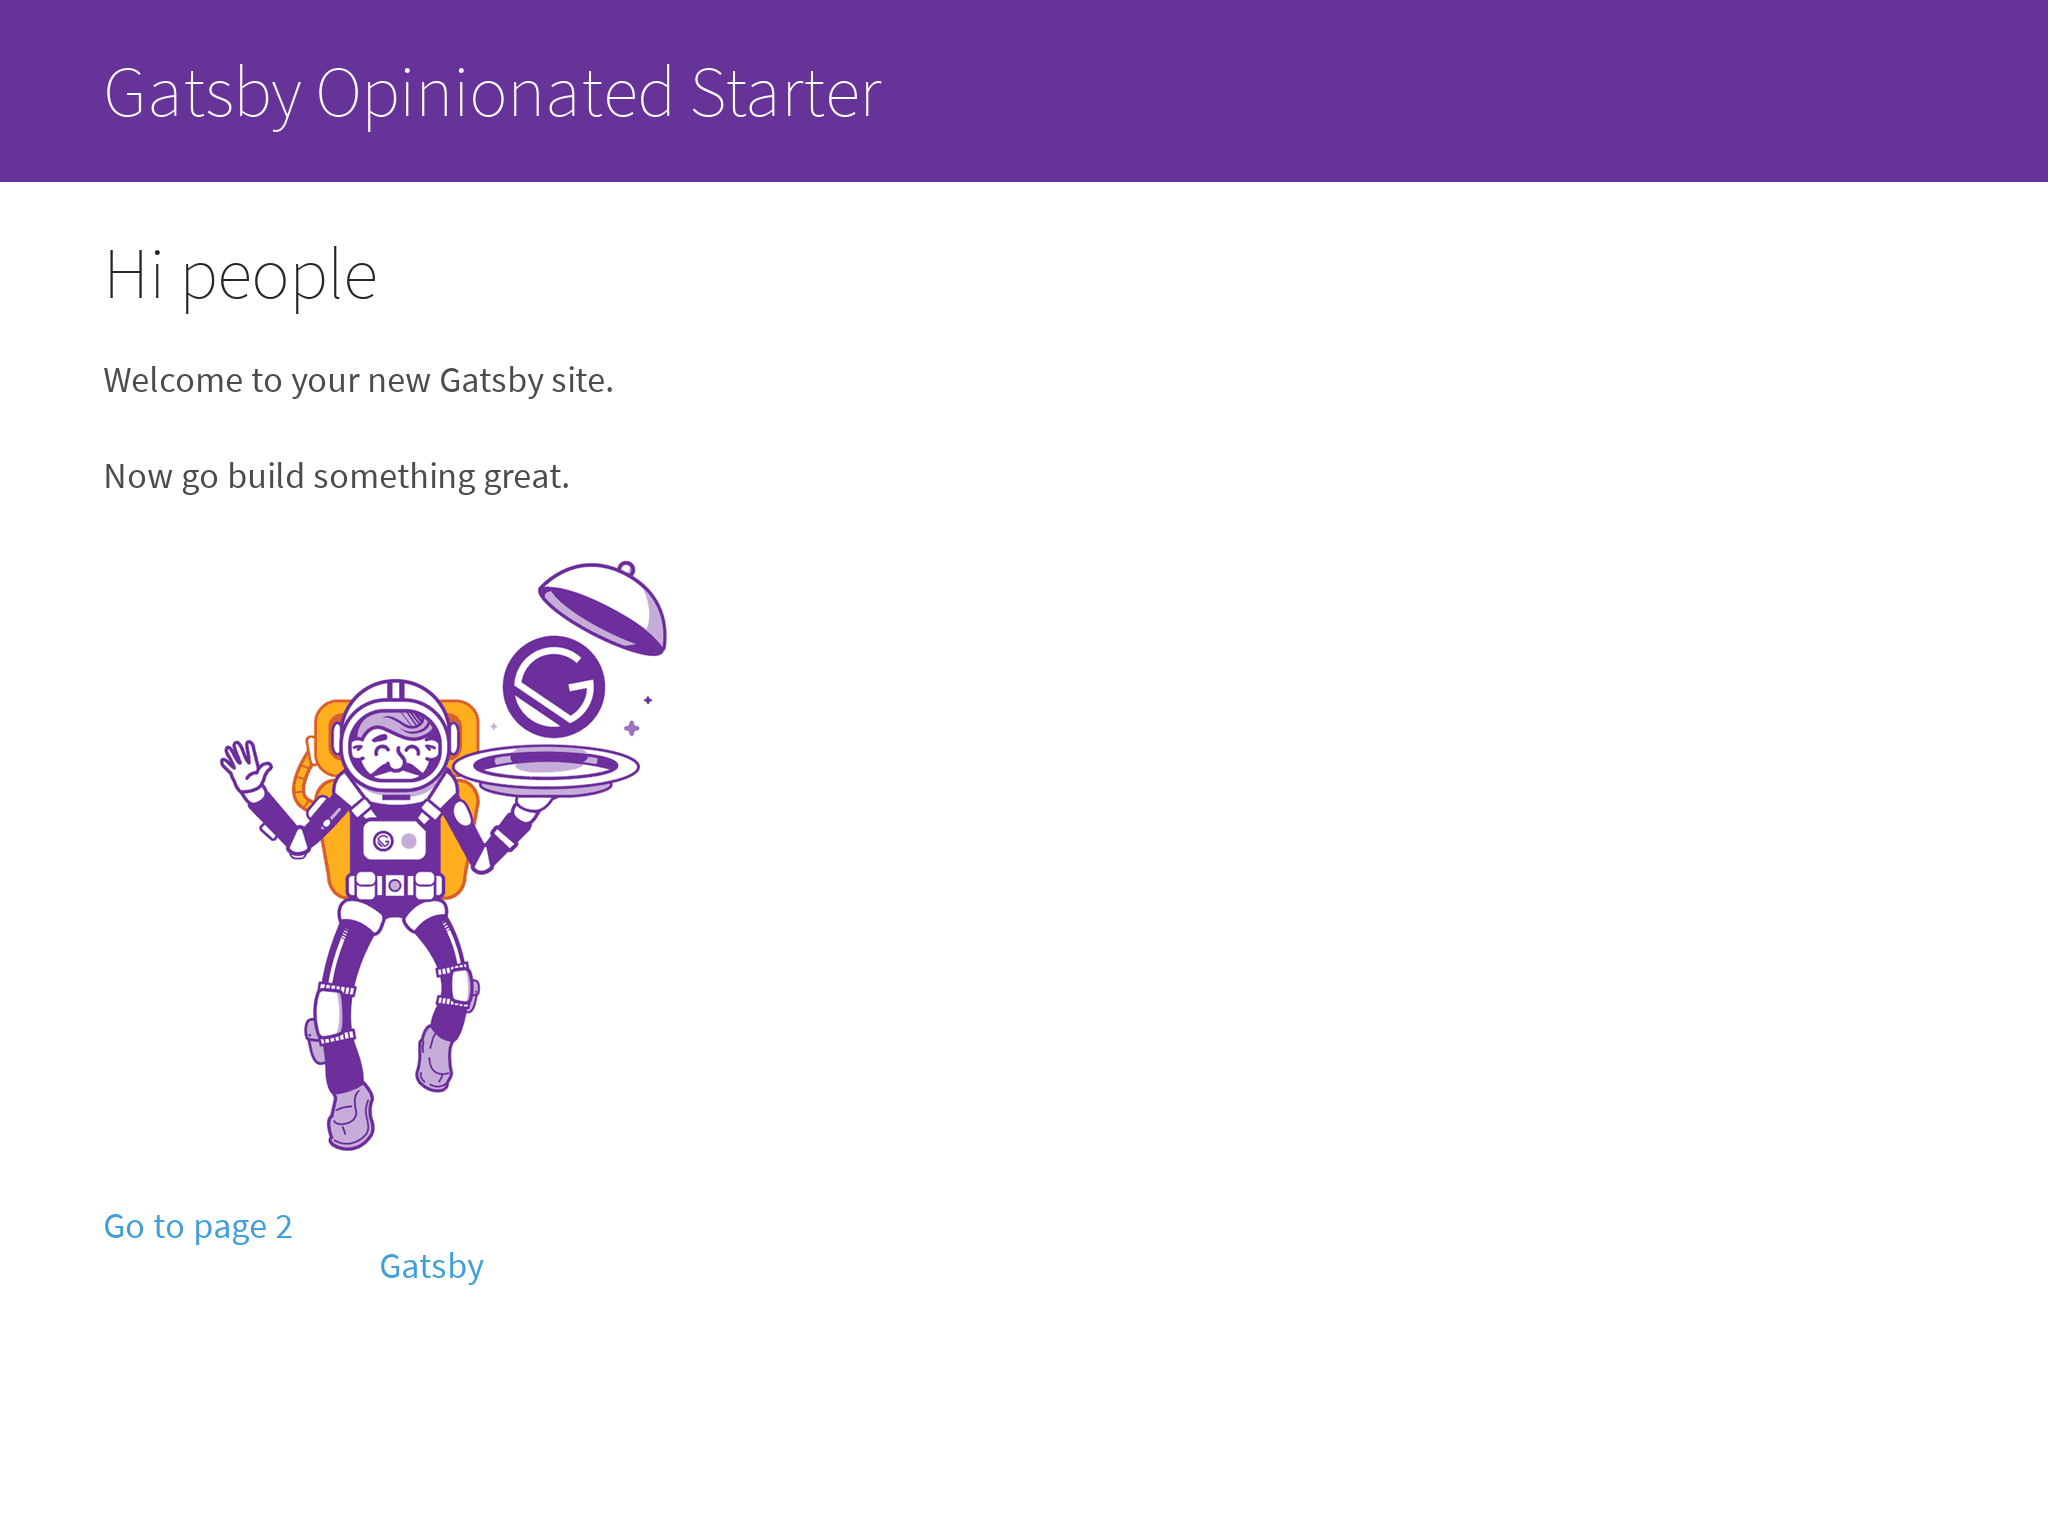 Gatsby Opinionated Starter
Hi people
Welcome to your new Gatsby site.
Now go build something great.
Go to page 2
Gatsby